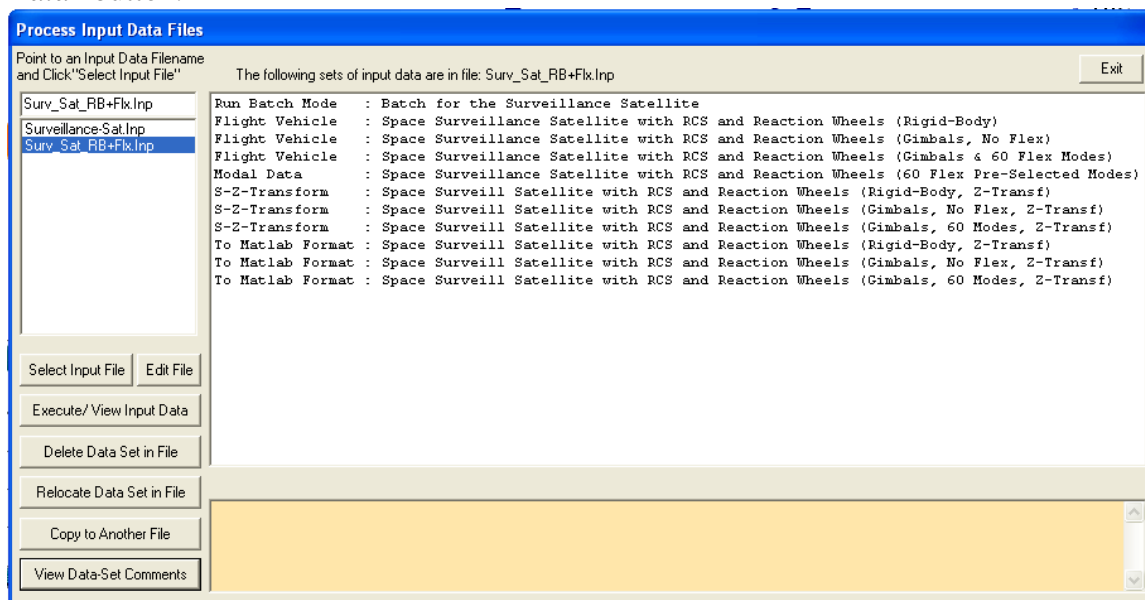 Process Input Data Files
Point to an Input Data Filename
and Click"Select Input File"
The following sets of input data are in file: Surv_Sat_RB+Flx.Inp
Exit
Surv_Sat_RB+Flx.Inp
Surveillance-Sat.Inp
Surv_Sat_RB+Flx.Inp
Run Batch Mode : Batch for the Surveillance Satellite
Flight Vehicle : Space Surveillance Satellite with RCS and Reaction Wheels (Rigid-Body)
Flight Vehicle : Space Surveillance Satellite with RCS and Reaction Wheels (Gimbals, No Flex)
Flight Vehicle : Space Surveillance Satellite with RCS and Reaction Wheels (Gimbals & 60 Flex Modes)
Modal Data : Space Surveillance Satellite with RCS and Reaction Wheels (60 Flex Pre-Selected Modes)
S-Z-Transform : Space Surveill Satellite with RCS and Reaction Wheels (Rigid-Body, Z-Transf)
S-Z-Transform : Space Surveill Satellite with RCS and Reaction Wheels (Gimbals, No Flex, Z-Transf)
S-Z-Transform : Space Surveill Satellite with RCS and Reaction Wheels (Gimbals, 60 Modes, Z-Transf)
To Matlab Format : Space Surveill Satellite with RCS and Reaction Wheels (Rigid-Body, Z-Transf)
To Matlab Format : Space Surveill Satellite with RCS and Reaction Wheels (Gimbals, No Flex, Z-Transf)
To Matlab Format : Space Surveill Satellite with RCS and Reaction Wheels (Gimbals, 60 Modes, Z-Transf)
Select Input File
Edit File
Execute/ View Input Data
Delete Data Set in File
Relocate Data Set in File
Copy to Another File
View Data-Set Comments